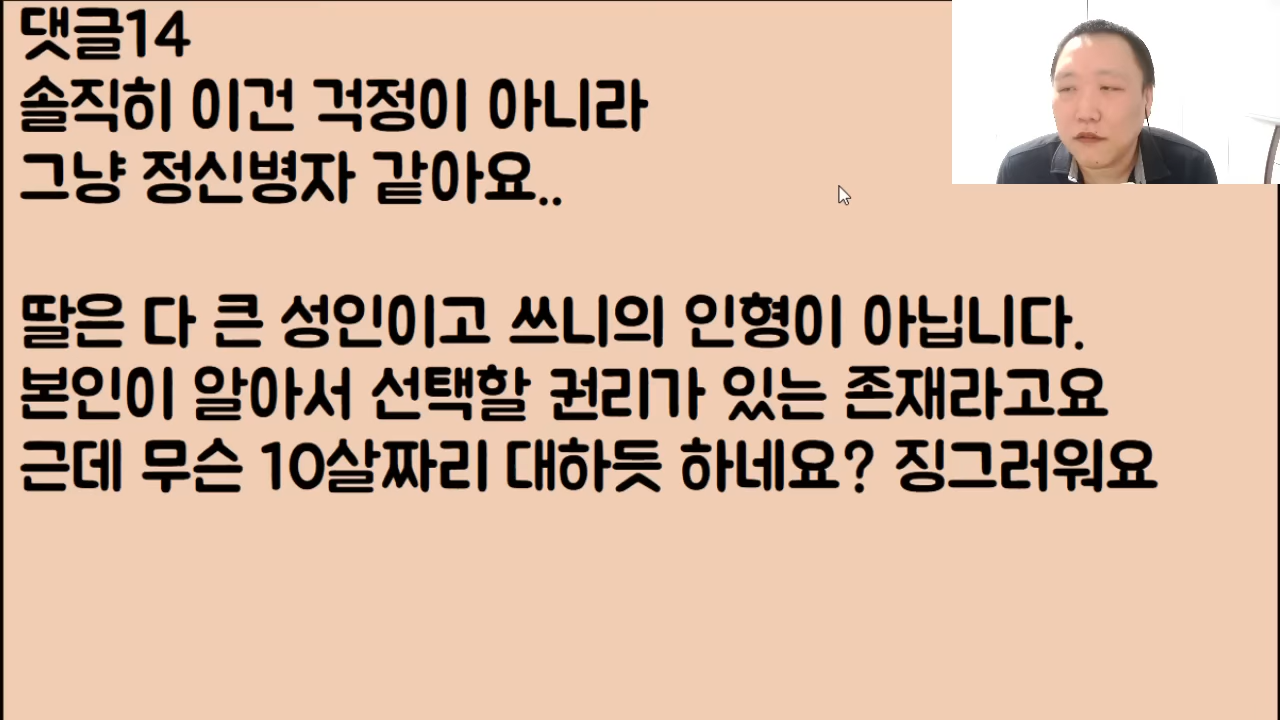 댓글14
솔직히 이건 걱정이 아니라
그냥 정신병자 같아요..
딸은 다 큰 성인이고 쓰니의 인형이 아닙니다.
본인이 알아서 선택할 권리가 있는 존재라고요
근데 무슨 10살짜리 대하듯 하네요? 징그러워요